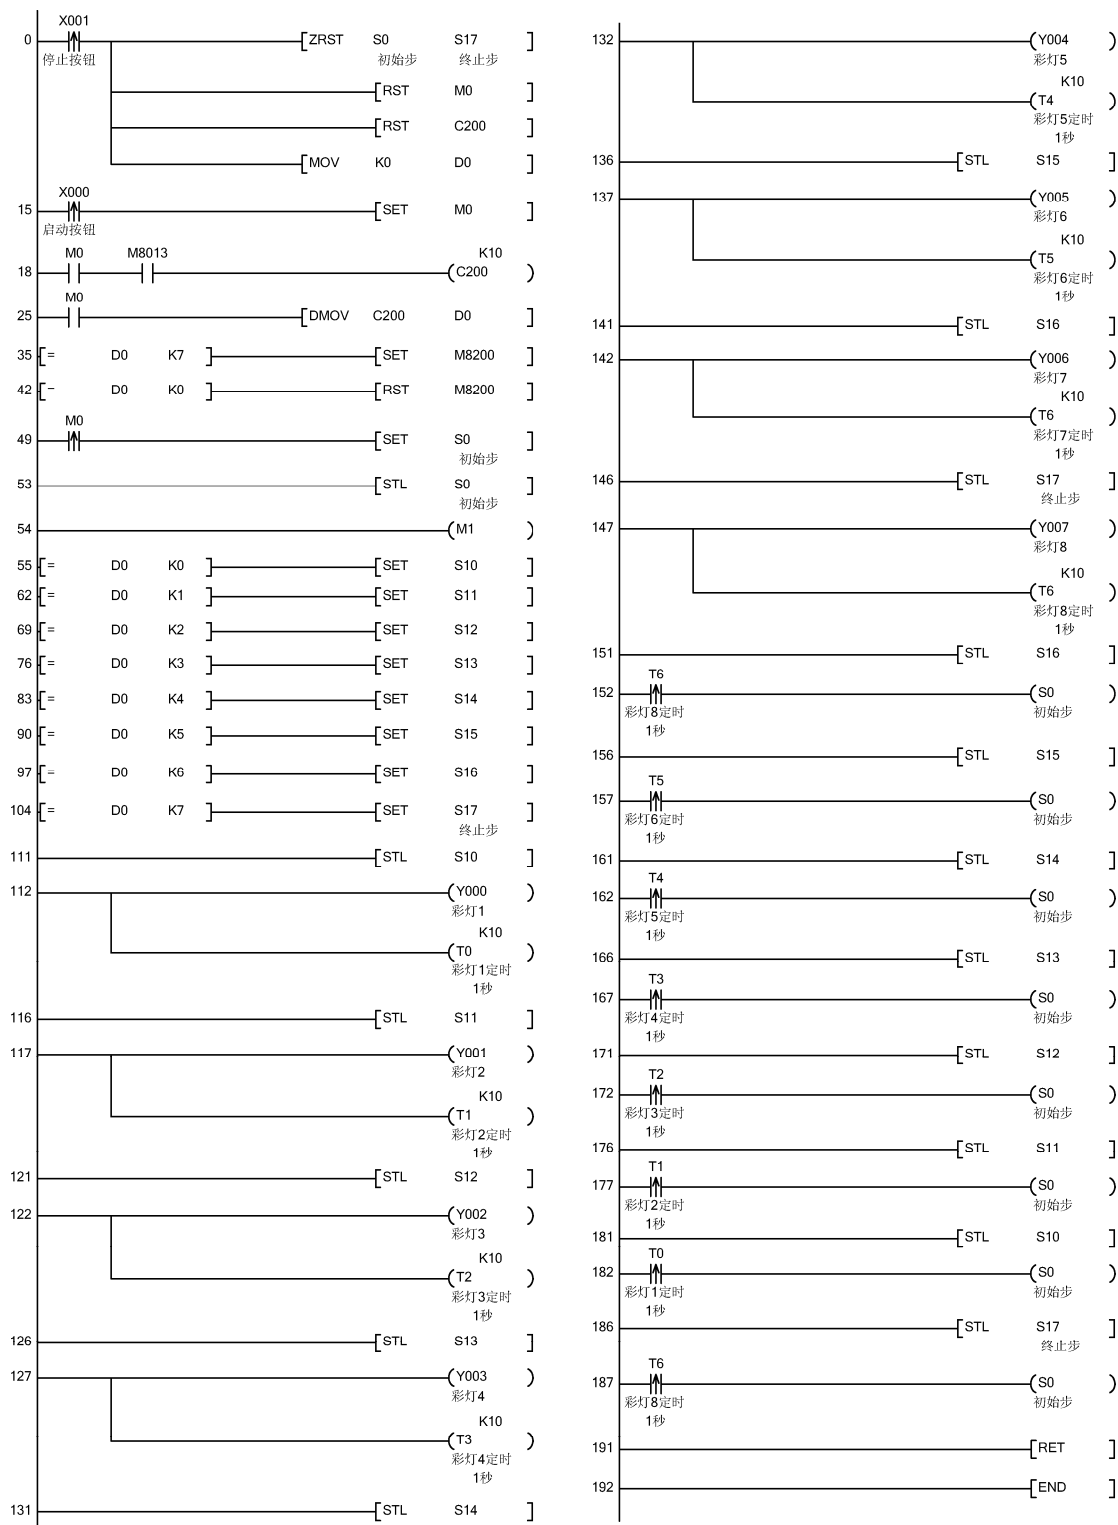 X001
0 ZRST S0 S17
停止按钮 初始步 终止步
RST M0
RST C200
MOV K0 D0
X000
15 SET M0
启动按钮
M0 M8013 K10
18 C200
M0
25 DMOV C200 D0
35 = D0 K7 SET M8200
42 = D0 K0 RST M8200
M0
49 SET S0
初始步
53 STL S0
初始步
54 M1
55 = D0 K0 SET S10
62 = D0 K1 SET S11
69 = D0 K2 SET S12
76 = D0 K3 SET S13
83 = D0 K4 SET S14
90 = D0 K5 SET S15
97 = D0 K6 SET S16
104 = D0 K7 SET S17
终止步
111 STL S10
112 Y000
彩灯1
K10
T0
彩灯1定时
1秒
116 STL S11
117 Y001
彩灯2
K10
T1
彩灯2定时
1秒
121 STL S12
122 Y002
彩灯3
K10
T2
彩灯3定时
1秒
126 STL S13
127 Y003
彩灯4
K10
T3
彩灯4定时
1秒
131 STL S14
132 Y004
彩灯5
K10
T4
彩灯5定时
1秒
136 STL S15
137 Y005
彩灯6
K10
T5
彩灯6定时
1秒
141 STL S16
142 Y006
彩灯7
K10
T6
彩灯7定时
1秒
146 STL S17
终止步
147 Y007
彩灯8
K10
T6
彩灯8定时
1秒
151 STL S16
T6
152 S0
彩灯8定时 初始步
1秒
156 STL S15
T5
157 S0
彩灯6定时 初始步
1秒
161 STL S14
T4
162 S0
彩灯5定时 初始步
1秒
166 STL S13
T3
167 S0
彩灯4定时 初始步
1秒
171 STL S12
T2
172 S0
彩灯3定时 初始步
1秒
176 STL S11
T1
177 S0
彩灯2定时 初始步
1秒
181 STL S10
T0
182 S0
彩灯1定时 初始步
1秒
186 STL S17
终止步
T6
187 S0
彩灯8定时 初始步
1秒
191 RET
192 END